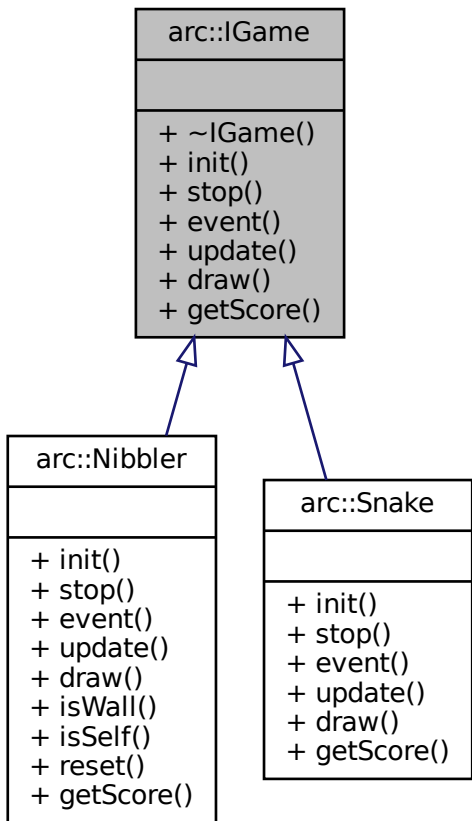 arc::IGame
+ ~IGame()
+ init()
+ stop()
+ event()
+ update()
+ draw()
+ getScore()
arc::Nibbler
+ init()
+ stop()
+ event()
+ update()
+ draw()
+ isWall()
+ isSelf()
+ reset()
+ getScore()
arc::Snake
+ init()
+ stop()
+ event()
+ update()
+ draw()
+ getScore()